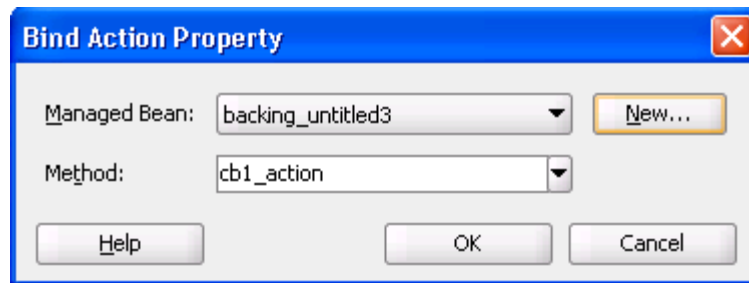 Bind Action Property
Managed Bean: backing_untitled3 New...
Method: cb1_action
Help OK Cancel